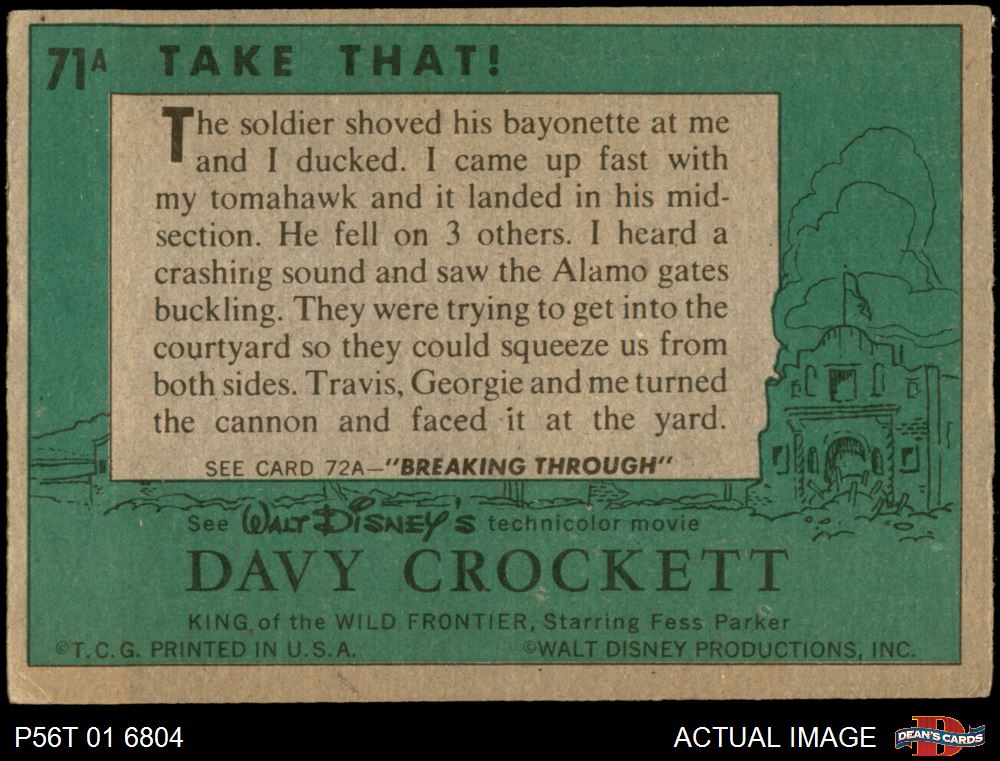 71A TAKE THAT!
The soldier shoved his bayonette at me
and I ducked. I came up fast with
my tomahawk and it landed in his mid-
section. He fell on 3 others. I heard a
crashing sound and saw the Alamo gates
buckling. They were trying to get into the
courtyard so they could squeeze us from
both sides. Travis, Georgie and me turned
the cannon and faced it at the yard.
SEE CARD 72A—"BREAKING THROUGH"
See WALT DISNEY'S technicolor movie
DAVY CROCKETT
KING of the WILD FRONTIER, Starring Fess Parker
©T.C.G. PRINTED IN U.S.A. ©WALT DISNEY PRODUCTIONS, INC.
P56T 01 6804 ACTUAL IMAGE D DEAN'S CARDS